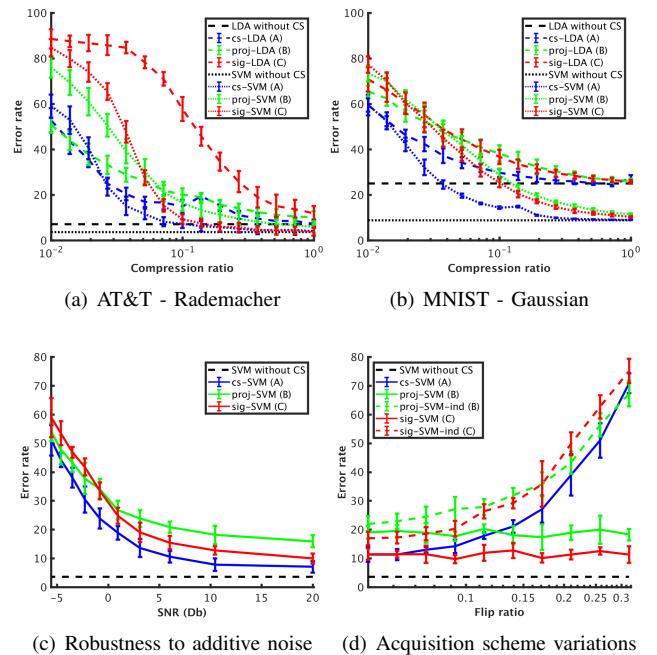 100
80
60
40
20
0
Error rate
10⁻²
10⁻¹
10⁰
Compression ratio
LDA without CS
cs-LDA (A)
proj-LDA (B)
sig-LDA (C)
SVM without CS
cs-SVM (A)
proj-SVM (B)
sig-SVM (C)
(a) AT&T - Rademacher
100
80
60
40
20
0
Error rate
10⁻²
10⁻¹
10⁰
Compression ratio
LDA without CS
cs-LDA (A)
proj-LDA (B)
sig-LDA (C)
SVM without CS
cs-SVM (A)
proj-SVM (B)
sig-SVM (C)
(b) MNIST - Gaussian
80
70
60
50
40
30
20
10
0
Error rate
-5
0
5
10
15
20
SNR (Db)
SVM without CS
cs-SVM (A)
proj-SVM (B)
sig-SVM (C)
(c) Robustness to additive noise
80
70
60
50
40
30
20
10
0
Error rate
0.1
0.15
0.2
0.25
0.3
Flip ratio
SVM without CS
cs-SVM (A)
proj-SVM (B)
proj-SVM-ind (B)
sig-SVM (C)
sig-SVM-ind (C)
(d) Acquisition scheme variations